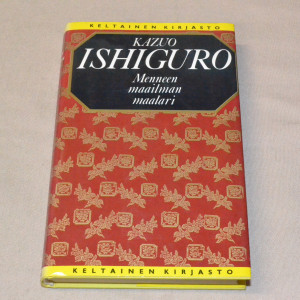 KELTAINEN KIRJASTO
KAZUO
ISHIGURO
Menneen
maailman
maalari
KELTAINEN KIRJASTO